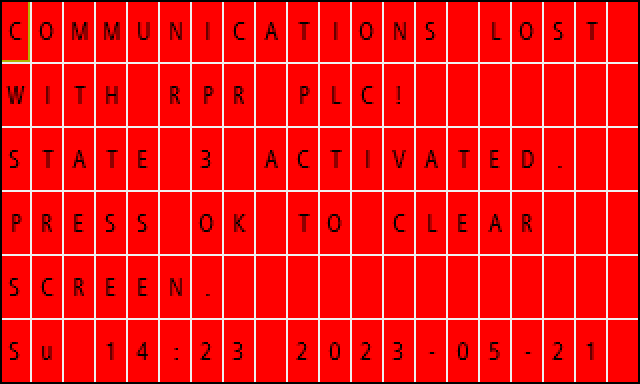 COMMUNICATIONS LOST
WITH RPR PLC!
STATE 3 ACTIVATED.
PRESS OK TO CLEAR
SCREEN.
Su 14:23 2023-05-21